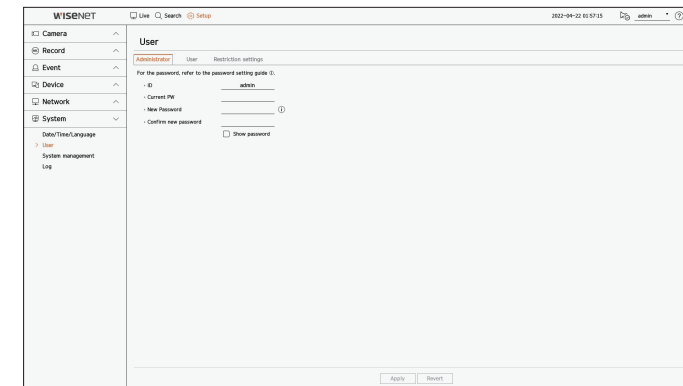 WISENET
Live Search Setup 2022-04-22 01:57:15 admin ?
Camera
Record
Event
Device
Network
System
Date/Time/Language
> User
System management
Log
User
Administrator User Restriction settings
For the password, refer to the password setting guide ⓘ.
• ID admin
• Current PW
• New Password ⓘ
• Confirm new password
Show password
Apply Revert